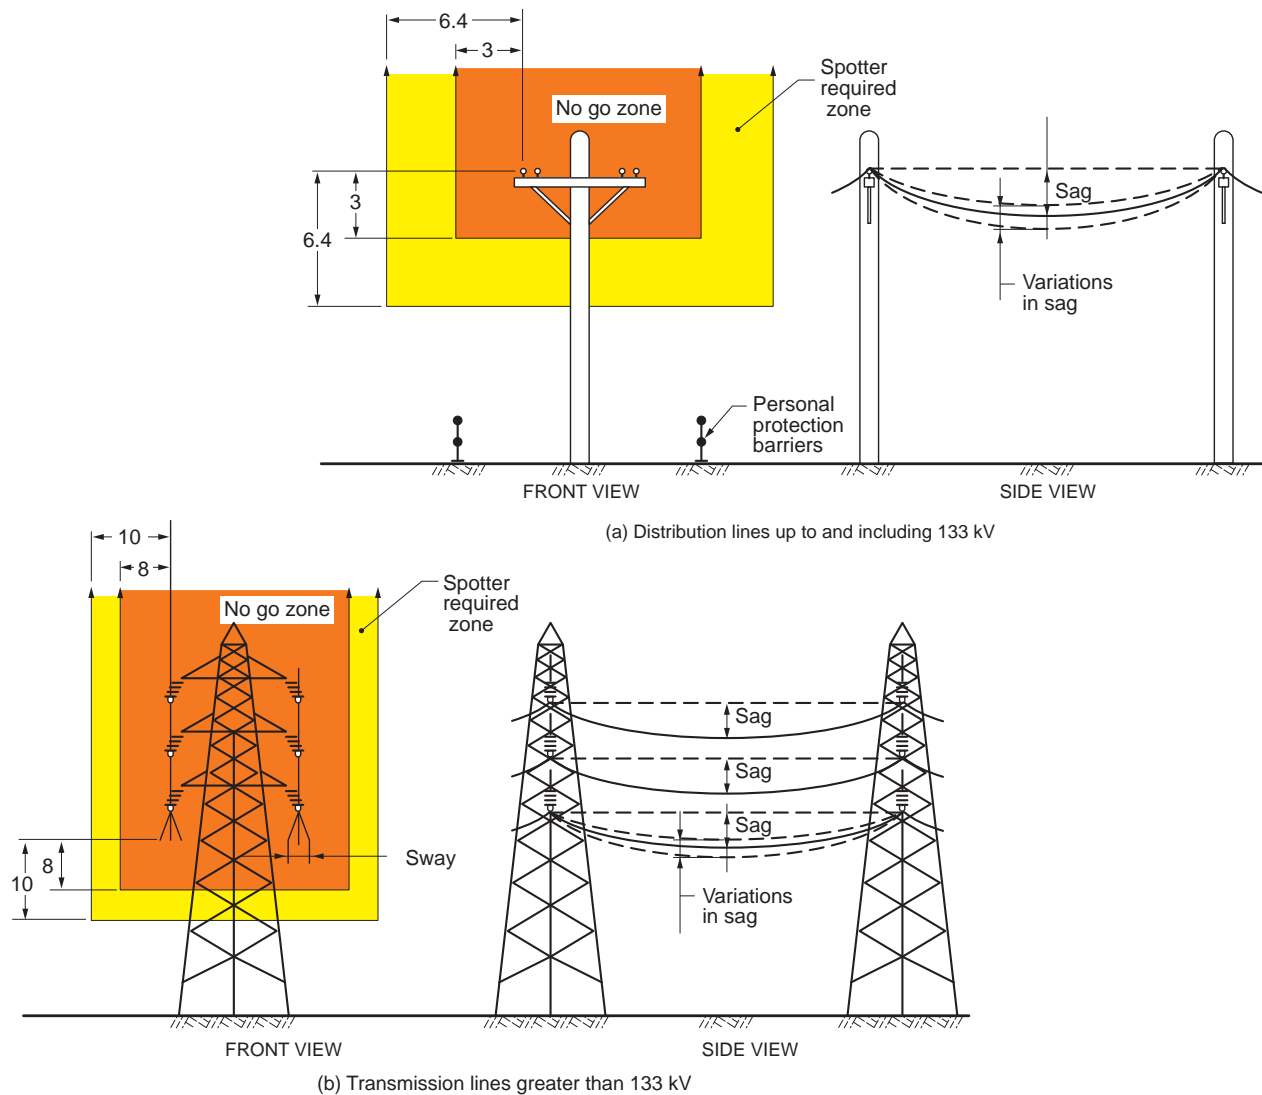 6.4
3
Spotter
required
zone
No go zone
3
6.4
Sag
Variations
in sag
Personal
protection
barriers
FRONT VIEW
SIDE VIEW
(a) Distribution lines up to and including 133 kV
10
8
Spotter
required
zone
No go zone
Sag
Sag
Sag
8
10
Sway
Variations
in sag
FRONT VIEW
SIDE VIEW
(b) Transmission lines greater than 133 kV